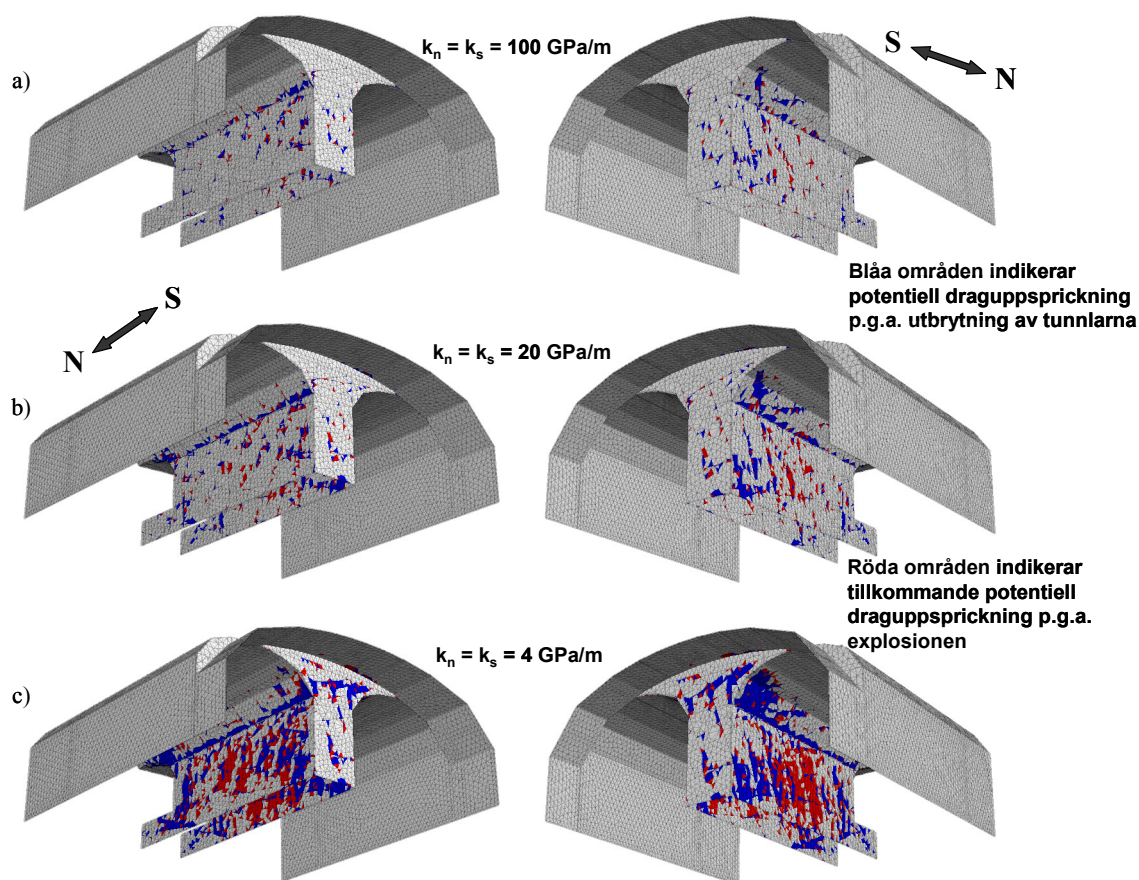 kn = ks = 100 GPa/m
S
N
a)
Blåa områden indikerar
potentiell draguppsprickning
p.g.a. utbrytning av tunnlarna
S
N
kn = ks = 20 GPa/m
b)
Röda områden indikerar
tillkommande potentiell
draguppsprickning p.g.a.
explosionen
kn = ks = 4 GPa/m
c)